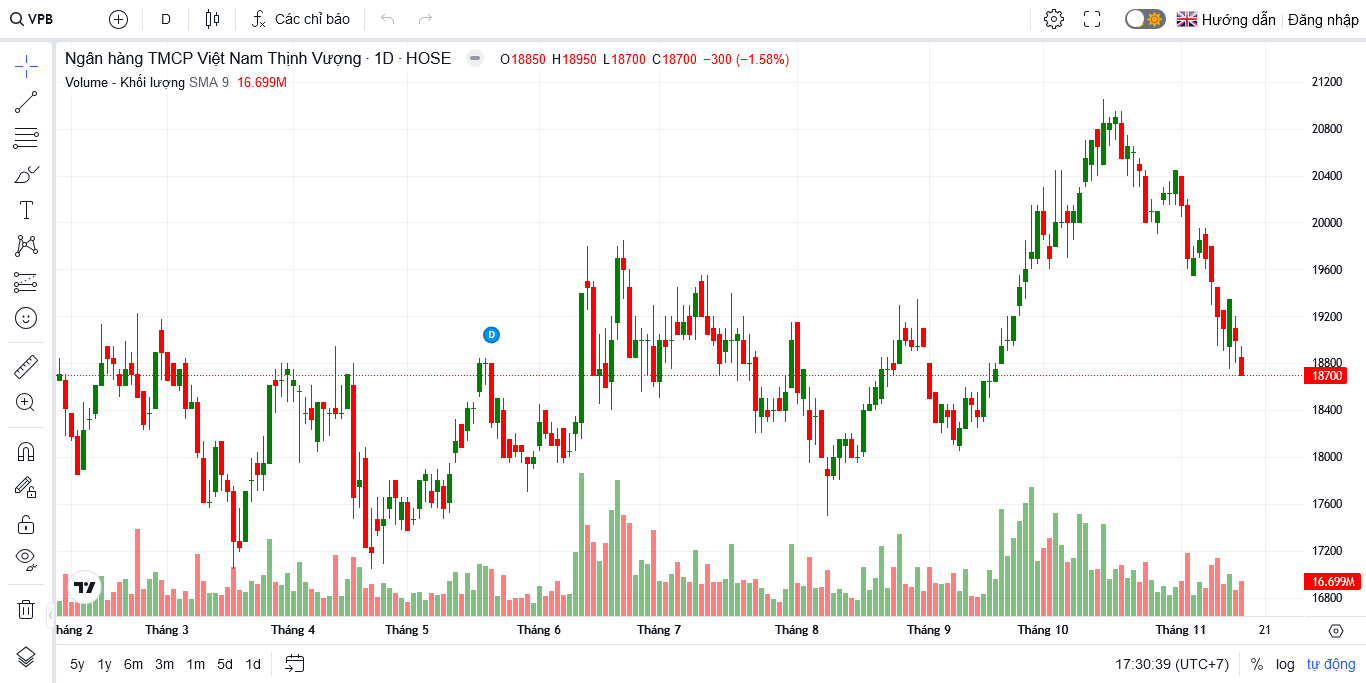 VPB D Các chỉ báo Hướng dẫn Đăng nhập
Ngân hàng TMCP Việt Nam Thịnh Vượng · 1D · HOSE O18850 H18950 L18700 C18700 −300 (−1.58%)
Volume - Khối lượng SMA 9 16.699M
21200
20800
20400
20000
19600
19200
D
18800
18700
18400
18000
17600
17200
16.699M
16800
háng 2 Tháng 3 Tháng 4 Tháng 5 Tháng 6 Tháng 7 Tháng 8 Tháng 9 Tháng 10 Tháng 11 21
5y 1y 6m 3m 1m 5d 1d 17:30:39 (UTC+7) % log tự động